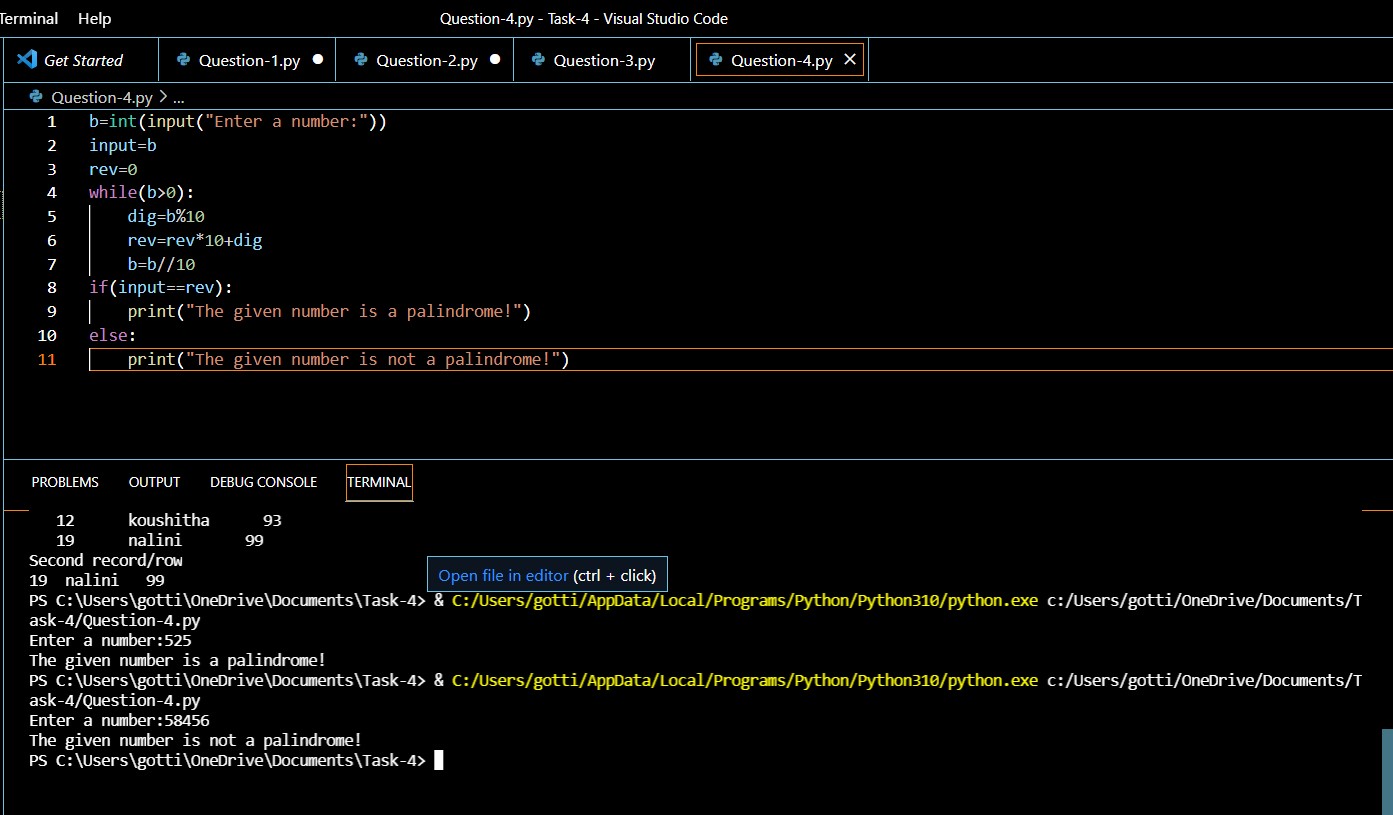 Terminal Help Question-4.py - Task-4 - Visual Studio Code
Get Started Question-1.py Question-2.py Question-3.py Question-4.py
Question-4.py > ...
1 b=int(input("Enter a number:"))
2 input=b
3 rev=0
4 while(b>0):
5     dig=b%10
6     rev=rev*10+dig
7     b=b//10
8 if(input==rev):
9     print("The given number is a palindrome!")
10 else:
11     print("The given number is not a palindrome!")
PROBLEMS OUTPUT DEBUG CONSOLE TERMINAL
12 koushitha 93
19 nalini 99
Second record/row
19 nalini 99
Open file in editor (ctrl + click)
PS C:\Users\gotti\OneDrive\Documents\Task-4> & C:/Users/gotti/AppData/Local/Programs/Python/Python310/python.exe c:/Users/gotti/OneDrive/Documents/T
ask-4/Question-4.py
Enter a number:525
The given number is a palindrome!
PS C:\Users\gotti\OneDrive\Documents\Task-4> & C:/Users/gotti/AppData/Local/Programs/Python/Python310/python.exe c:/Users/gotti/OneDrive/Documents/T
ask-4/Question-4.py
Enter a number:58456
The given number is not a palindrome!
PS C:\Users\gotti\OneDrive\Documents\Task-4>